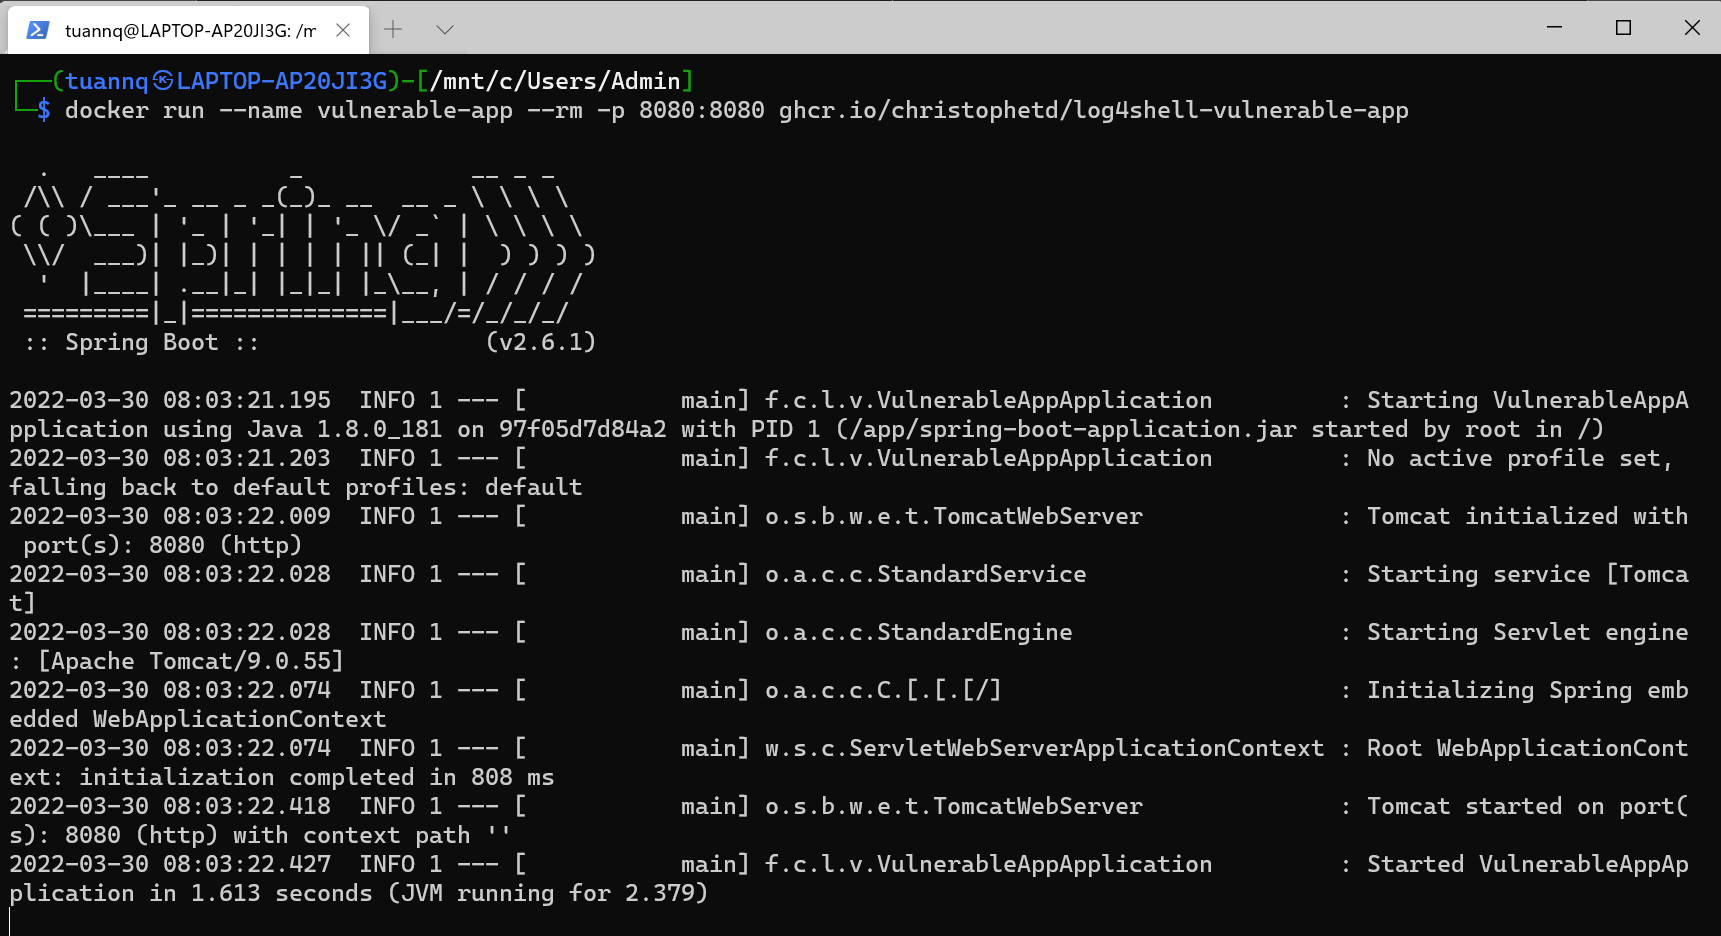 tuannq@LAPTOP-AP20JI3G: /m
┌──(tuannq㉿LAPTOP-AP20JI3G)-[/mnt/c/Users/Admin]
└─$ docker run --name vulnerable-app --rm -p 8080:8080 ghcr.io/christophetd/log4shell-vulnerable-app
  .   ____          _            __ _ _
 /\\ / ___'_ __ _ _(_)_ __  __ _ \ \ \ \
( ( )\___ | '_ | '_| | '_ \/ _` | \ \ \ \
 \\/  ___)| |_)| | | | | || (_| |  ) ) ) )
  '  |____| .__|_| |_|_| |_\__, | / / / /
 =========|_|==============|___/=/_/_/_/
 :: Spring Boot ::                (v2.6.1)
2022-03-30 08:03:21.195  INFO 1 --- [           main] f.c.l.v.VulnerableAppApplication         : Starting VulnerableAppA
pplication using Java 1.8.0_181 on 97f05d7d84a2 with PID 1 (/app/spring-boot-application.jar started by root in /)
2022-03-30 08:03:21.203  INFO 1 --- [           main] f.c.l.v.VulnerableAppApplication         : No active profile set,
falling back to default profiles: default
2022-03-30 08:03:22.009  INFO 1 --- [           main] o.s.b.w.e.t.TomcatWebServer              : Tomcat initialized with
 port(s): 8080 (http)
2022-03-30 08:03:22.028  INFO 1 --- [           main] o.a.c.c.StandardService                  : Starting service [Tomca
t]
2022-03-30 08:03:22.028  INFO 1 --- [           main] o.a.c.c.StandardEngine                   : Starting Servlet engine
: [Apache Tomcat/9.0.55]
2022-03-30 08:03:22.074  INFO 1 --- [           main] o.a.c.c.C.[.[.[/]                        : Initializing Spring emb
edded WebApplicationContext
2022-03-30 08:03:22.074  INFO 1 --- [           main] w.s.c.ServletWebServerApplicationContext : Root WebApplicationCont
ext: initialization completed in 808 ms
2022-03-30 08:03:22.418  INFO 1 --- [           main] o.s.b.w.e.t.TomcatWebServer              : Tomcat started on port(
s): 8080 (http) with context path ''
2022-03-30 08:03:22.427  INFO 1 --- [           main] f.c.l.v.VulnerableAppApplication         : Started VulnerableAppAp
plication in 1.613 seconds (JVM running for 2.379)